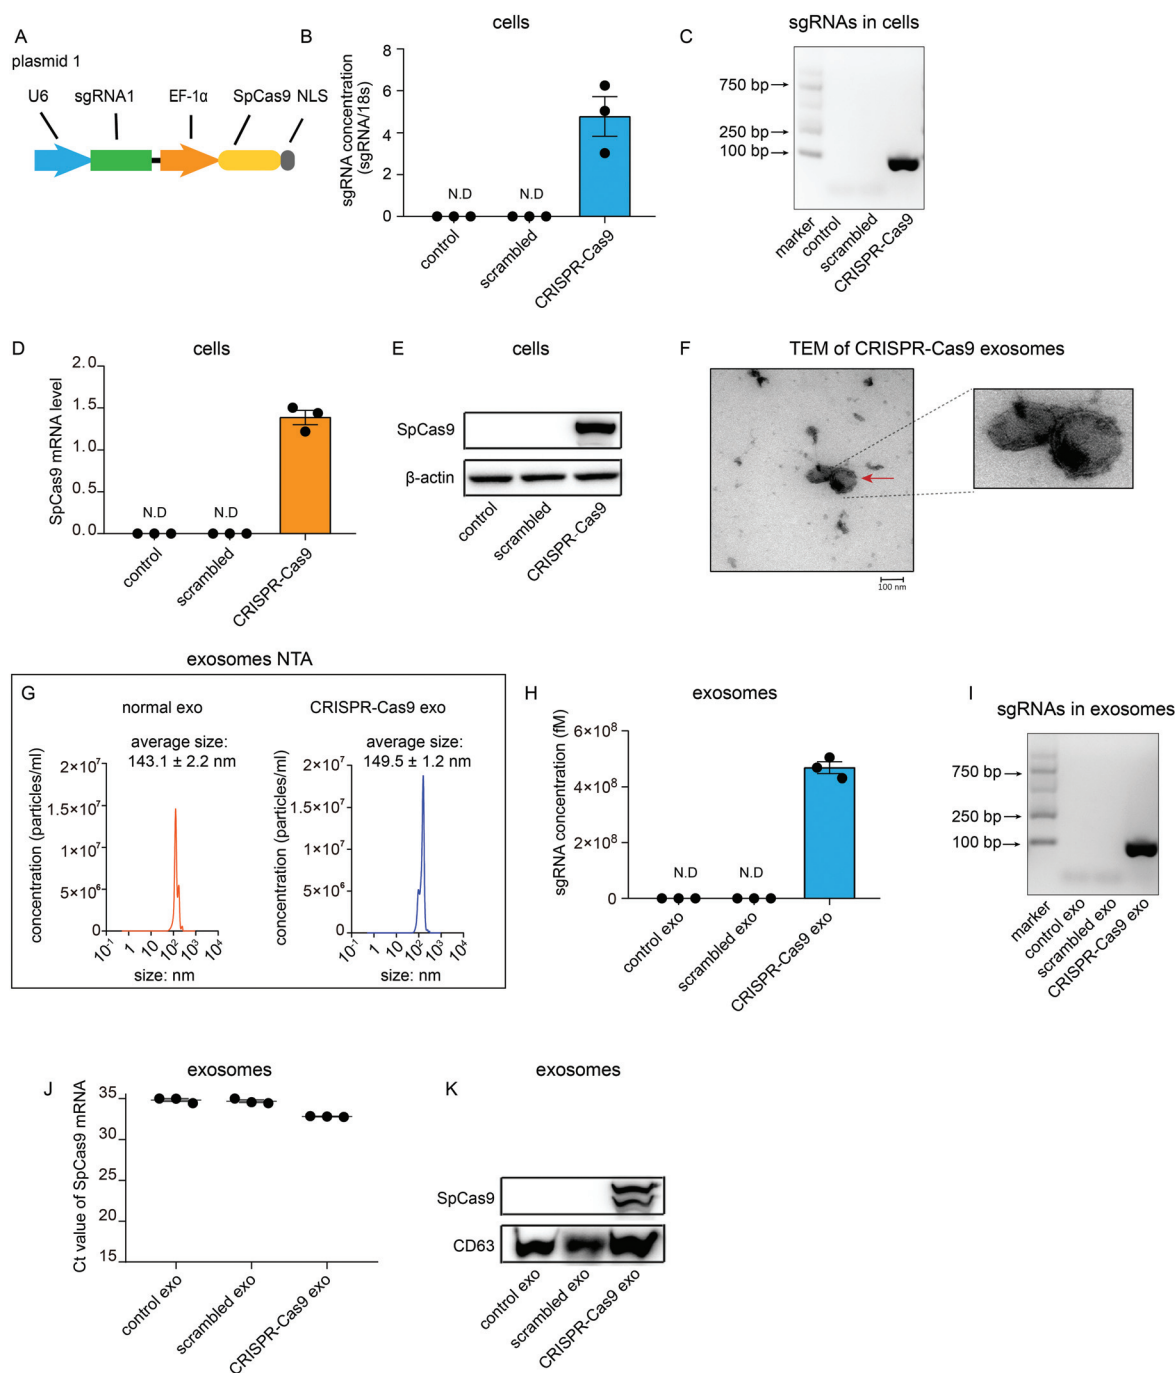 A
plasmid 1
U6 sgRNA1 EF-1α SpCas9 NLS
B
cells
sgRNA concentration
(sgRNA/18s)
8
6
4
2
0
N.D N.D
control
scrambled
CRISPR-Cas9
C
sgRNAs in cells
750 bp
250 bp
100 bp
marker
control
scrambled
CRISPR-Cas9
D
cells
SpCas9 mRNA level
2.0
1.5
1.0
0.5
0.0
N.D N.D
control
scrambled
CRISPR-Cas9
E
cells
SpCas9
β-actin
control
scrambled
CRISPR-Cas9
F
TEM of CRISPR-Cas9 exosomes
100 nm
exosomes NTA
G
normal exo
average size:
143.1 ± 2.2 nm
concentration (particles/ml)
2×10⁷
1.5×10⁷
1×10⁷
5×10⁶
0
10⁻¹ 1 10 10² 10³ 10⁴
size: nm
CRISPR-Cas9 exo
average size:
149.5 ± 1.2 nm
concentration (particles/ml)
2×10⁷
1.5×10⁷
1×10⁷
5×10⁶
0
10⁻¹ 1 10 10² 10³ 10⁴
size: nm
H
exosomes
sgRNA concentration (fM)
6×10⁸
4×10⁸
2×10⁸
0
N.D N.D
control exo
scrambled exo
CRISPR-Cas9 exo
I
sgRNAs in exosomes
750 bp
250 bp
100 bp
marker
control exo
scrambled exo
CRISPR-Cas9 exo
J
exosomes
Ct value of SpCas9 mRNA
35
30
25
20
15
control exo
scrambled exo
CRISPR-Cas9 exo
K
exosomes
SpCas9
CD63
control exo
scrambled exo
CRISPR-Cas9 exo